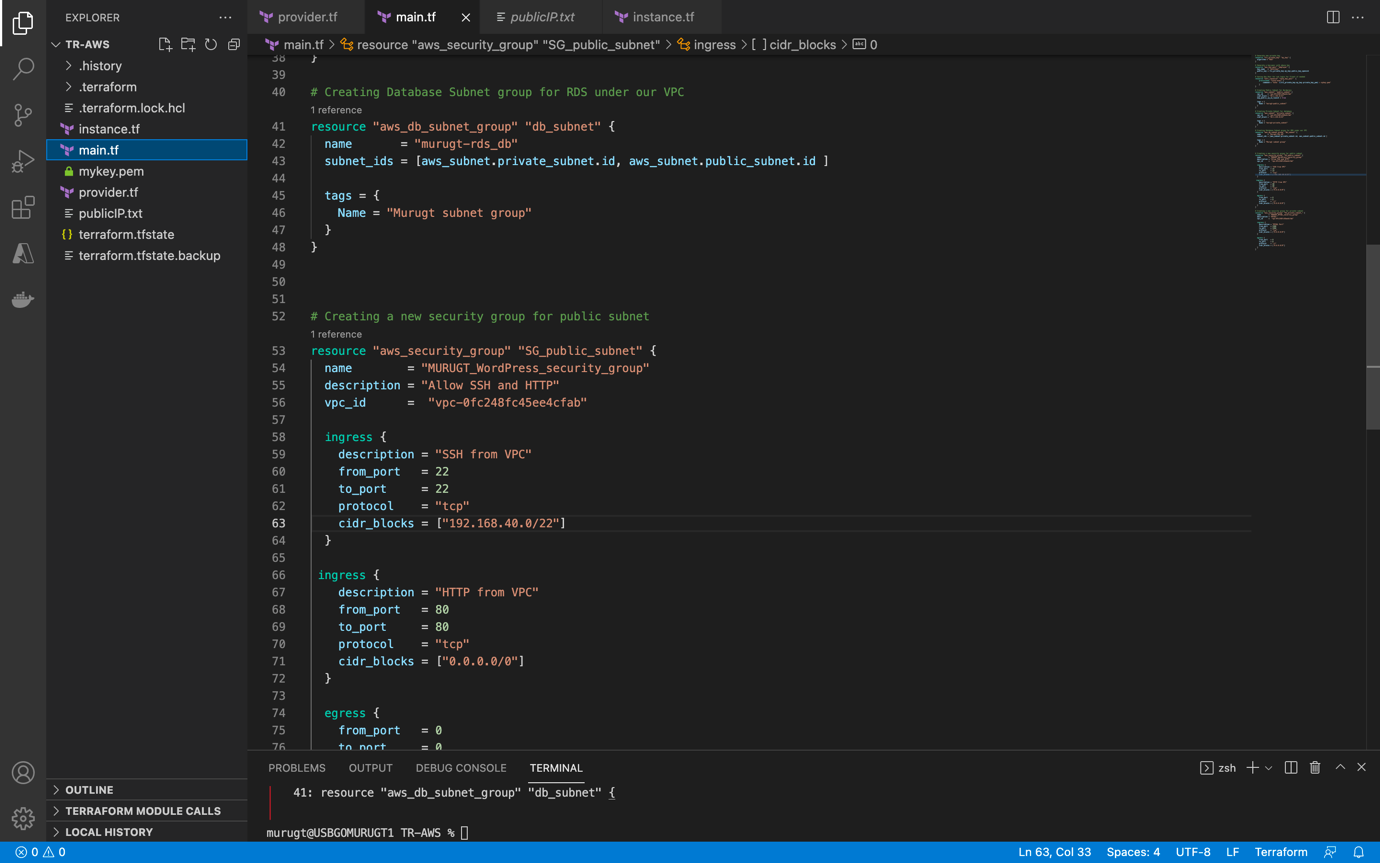 EXPLORER
provider.tf
main.tf
publicIP.txt
instance.tf
TR-AWS
main.tf > resource "aws_security_group" "SG_public_subnet" > ingress > [ ] cidr_blocks > abc 0
.history
.terraform
.terraform.lock.hcl
instance.tf
main.tf
mykey.pem
provider.tf
publicIP.txt
{} terraform.tfstate
terraform.tfstate.backup
OUTLINE
TERRAFORM MODULE CALLS
LOCAL HISTORY
38 }
39
40 # Creating Database Subnet group for RDS under our VPC
1 reference
41 resource "aws_db_subnet_group" "db_subnet" {
42 name = "murugt-rds_db"
43 subnet_ids = [aws_subnet.private_subnet.id, aws_subnet.public_subnet.id ]
44
45 tags = {
46 Name = "Murugt subnet group"
47 }
48 }
49
50
51
52 # Creating a new security group for public subnet
1 reference
53 resource "aws_security_group" "SG_public_subnet" {
54 name = "MURUGT_WordPress_security_group"
55 description = "Allow SSH and HTTP"
56 vpc_id = "vpc-0fc248fc45ee4cfab"
57
58 ingress {
59 description = "SSH from VPC"
60 from_port = 22
61 to_port = 22
62 protocol = "tcp"
63 cidr_blocks = ["192.168.40.0/22"]
64 }
65
66 ingress {
67 description = "HTTP from VPC"
68 from_port = 80
69 to_port = 80
70 protocol = "tcp"
71 cidr_blocks = ["0.0.0.0/0"]
72 }
73
74 egress {
75 from_port = 0
76 to_port = 0
PROBLEMS OUTPUT DEBUG CONSOLE TERMINAL
zsh
41: resource "aws_db_subnet_group" "db_subnet" {
murugt@USBGOMURUGT1 TR-AWS %
0 0
Ln 63, Col 33 Spaces: 4 UTF-8 LF Terraform